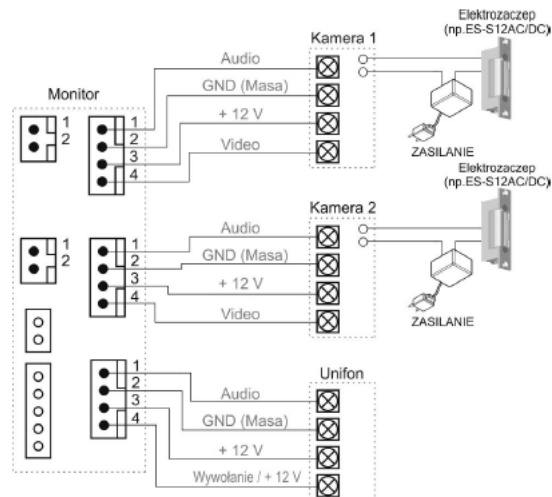 Elektrozaczep
(np.ES-S12AC/DC)
Kamera 1
Audio
GND (Masa)
+ 12 V
Video
Monitor
1
2
1
2
3
4
ZASILANIE
Elektrozaczep
(np.ES-S12AC/DC)
Kamera 2
Audio
GND (Masa)
+ 12 V
Video
1
2
1
2
3
4
ZASILANIE
Unifon
1
2
3
4
Audio
GND (Masa)
+ 12 V
Wywołanie / + 12 V